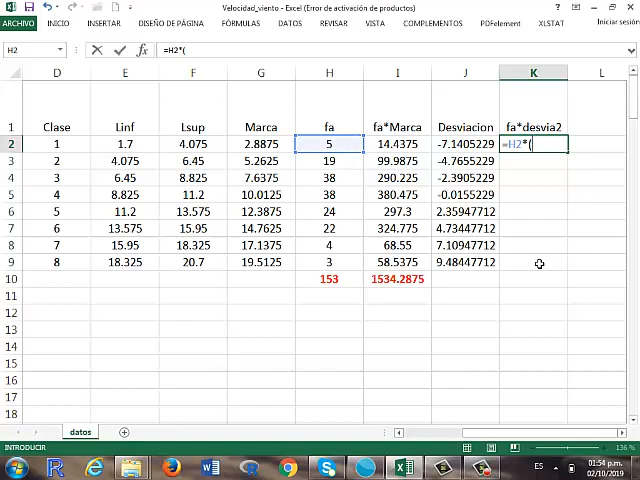 Velocidad_viento - Excel (Error de activación de productos)
ARCHIVO INICIO INSERTAR DISEÑO DE PÁGINA FÓRMULAS DATOS REVISAR VISTA COMPLEMENTOS PDFelement XLSTAT Iniciar sesión
H2 =H2*(
D E F G H I J K L
1 Clase Linf Lsup Marca fa fa*Marca Desviacion fa*desvia2
2 1 1.7 4.075 2.8875 5 14.4375 -7.1405229 =H2*(
3 2 4.075 6.45 5.2625 19 99.9875 -4.7655229
4 3 6.45 8.825 7.6375 38 290.225 -2.3905229
5 4 8.825 11.2 10.0125 38 380.475 -0.0155229
6 5 11.2 13.575 12.3875 24 297.3 2.35947712
7 6 13.575 15.95 14.7625 22 324.775 4.73447712
8 7 15.95 18.325 17.1375 4 68.55 7.10947712
9 8 18.325 20.7 19.5125 3 58.5375 9.48447712
10 153 1534.2875
11
12
13
14
15
16
17
18
datos
INTRODUCIR 136 %
ES 01:54 p.m.
02/10/2019